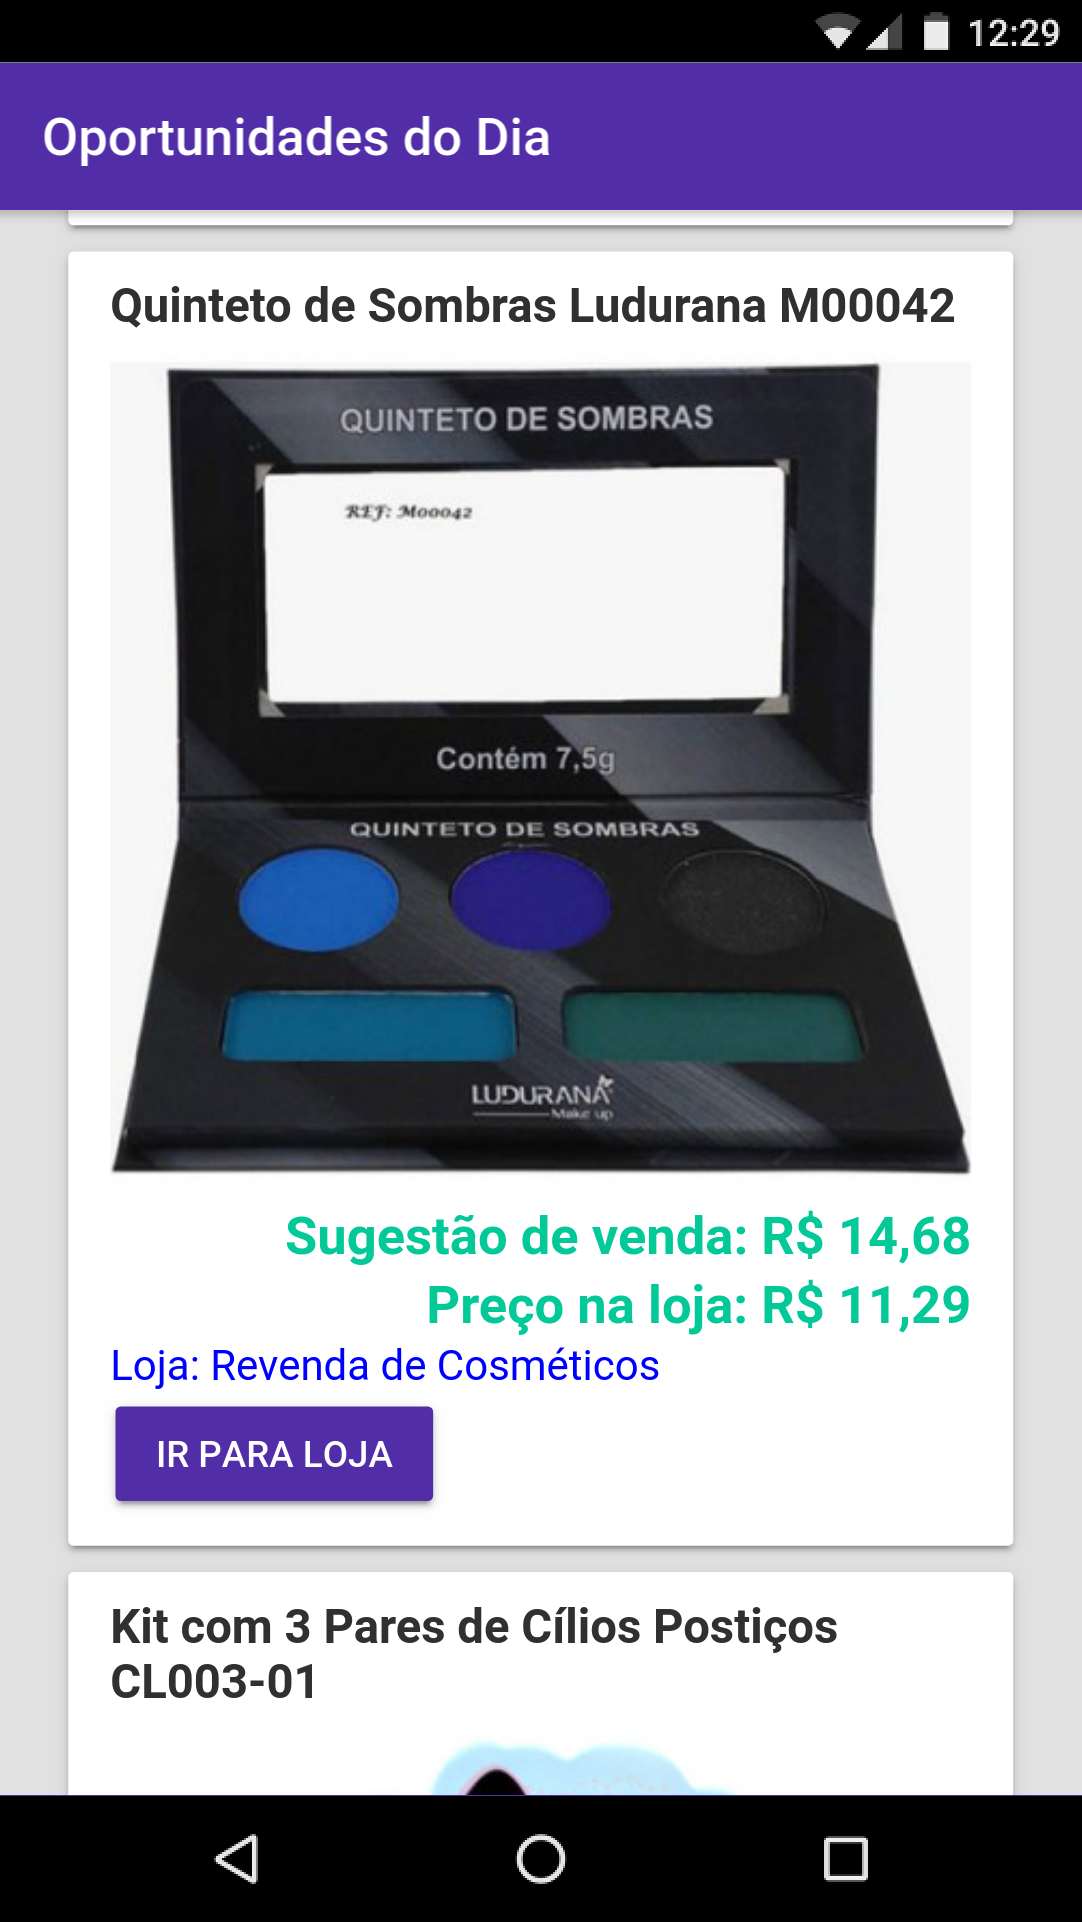 12:29
Oportunidades do Dia
Quinteto de Sombras Ludurana M00042
QUINTETO DE SOMBRAS
REF: M00042
Contém 7,5g
QUINTETO DE SOMBRAS
LUDURANA
Make up
Sugestão de venda: R$ 14,68
Preço na loja: R$ 11,29
Loja: Revenda de Cosméticos
IR PARA LOJA
Kit com 3 Pares de Cílios Postiços
CL003-01